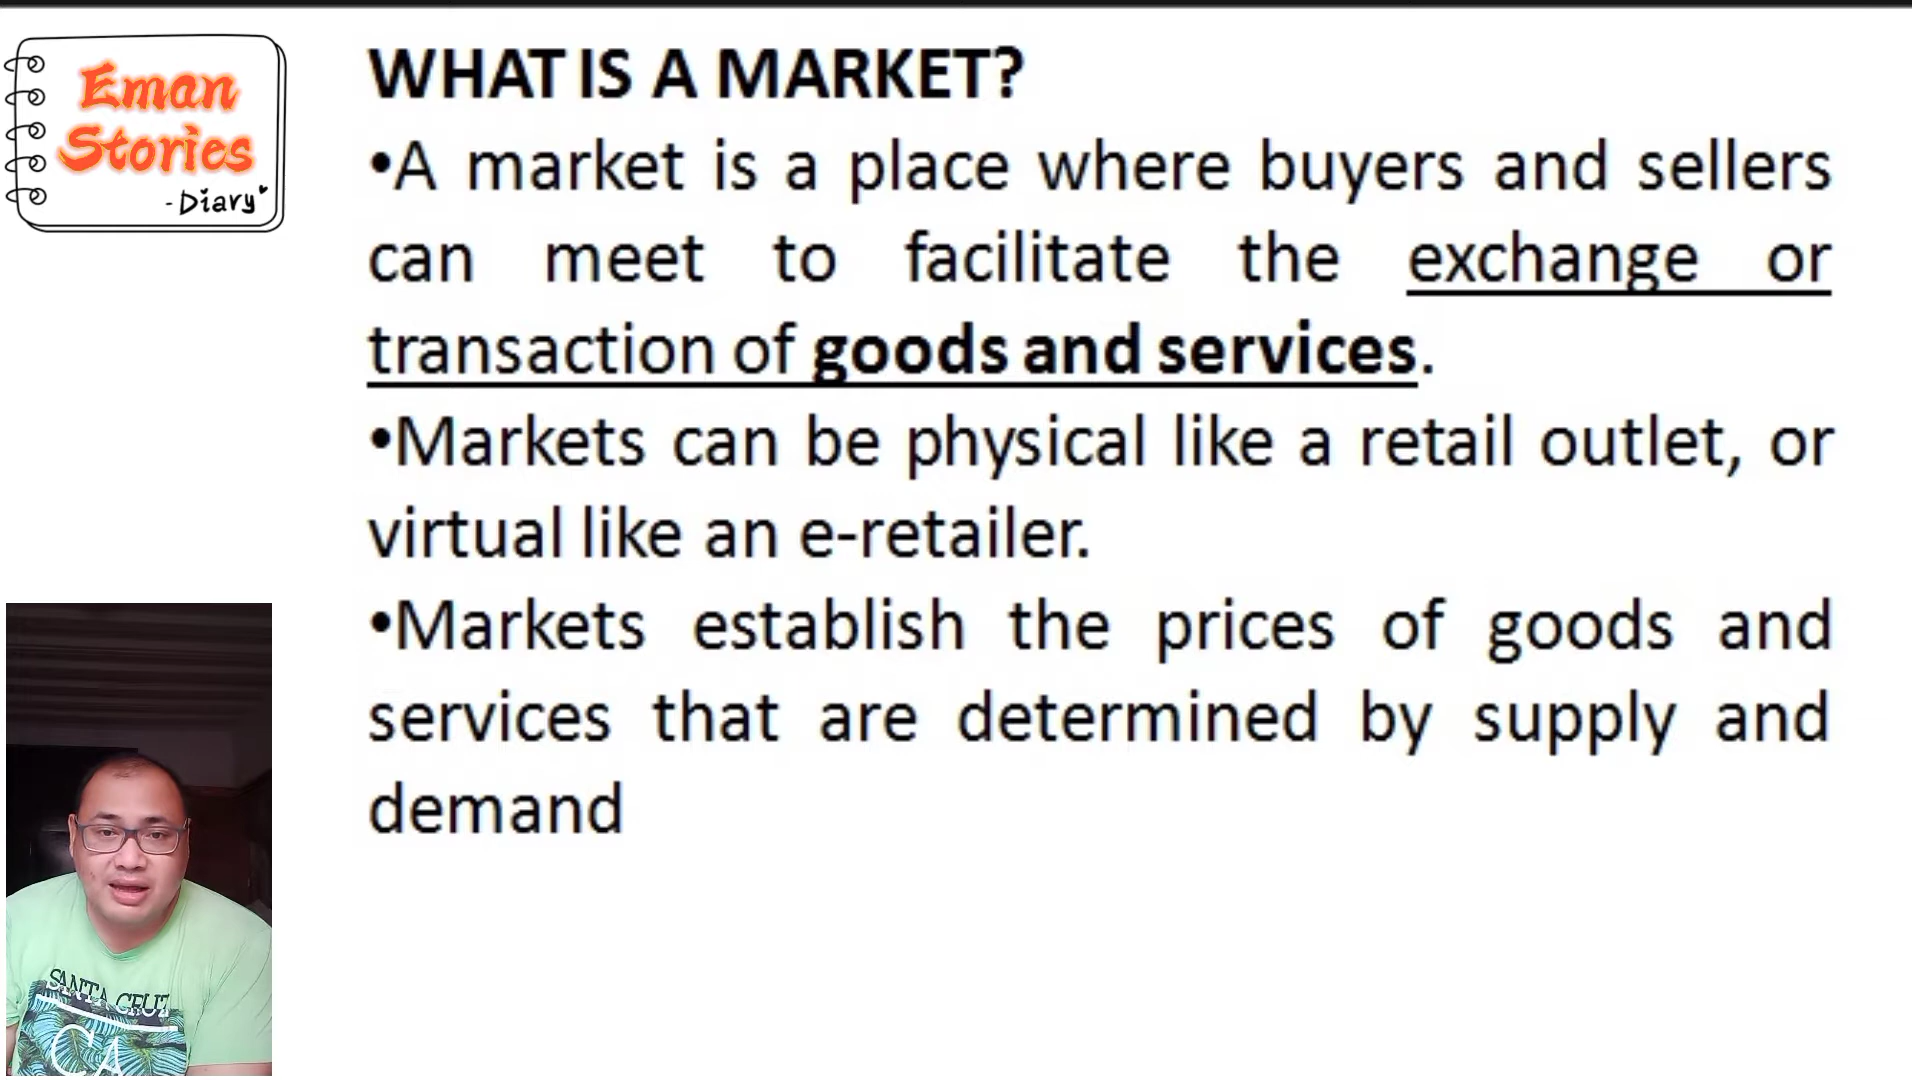 Eman
Stories
- Diary
WHAT IS A MARKET?
•A market is a place where buyers and sellers
can meet to facilitate the exchange or
transaction of goods and services.
•Markets can be physical like a retail outlet, or
virtual like an e-retailer.
•Markets establish the prices of goods and
services that are determined by supply and
demand
SANTA CRUZ
CA